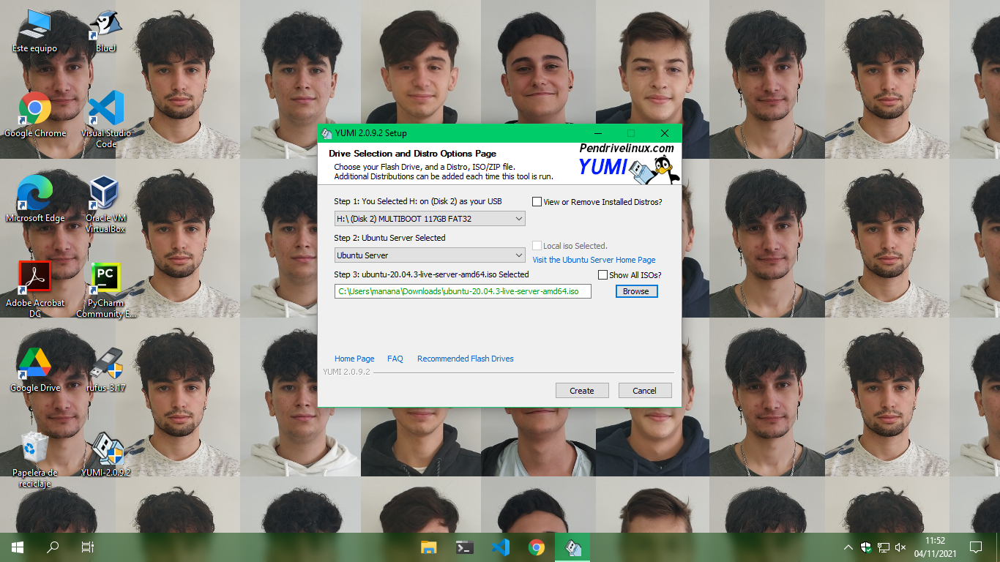 Este equipo
BlueJ
Google Chrome
Visual Studio
Code
Microsoft Edge
Oracle VM
VirtualBox
Adobe Acrobat
DC
PyCharm
Community E...
Google Drive
rufus-3.17
Papelera de
reciclaje
YUMI-2.0.9.2
YUMI 2.0.9.2 Setup
Drive Selection and Distro Options Page
Choose your Flash Drive, and a Distro, ISO/ZIP file.
Additional Distributions can be added each time this tool is run.
Pendrivelinux.com
YUMI
Step 1: You Selected H: on (Disk 2) as your USB
View or Remove Installed Distros?
H:\ (Disk 2) MULTIBOOT 117GB FAT32
Step 2: Ubuntu Server Selected
Local iso Selected.
Ubuntu Server
Visit the Ubuntu Server Home Page
Step 3: ubuntu-20.04.3-live-server-amd64.iso Selected
Show All ISOs?
C:\Users\manana\Downloads\ubuntu-20.04.3-live-server-amd64.iso
Browse
Home Page
FAQ
Recommended Flash Drives
YUMI 2.0.9.2
Create
Cancel
11:52
04/11/2021